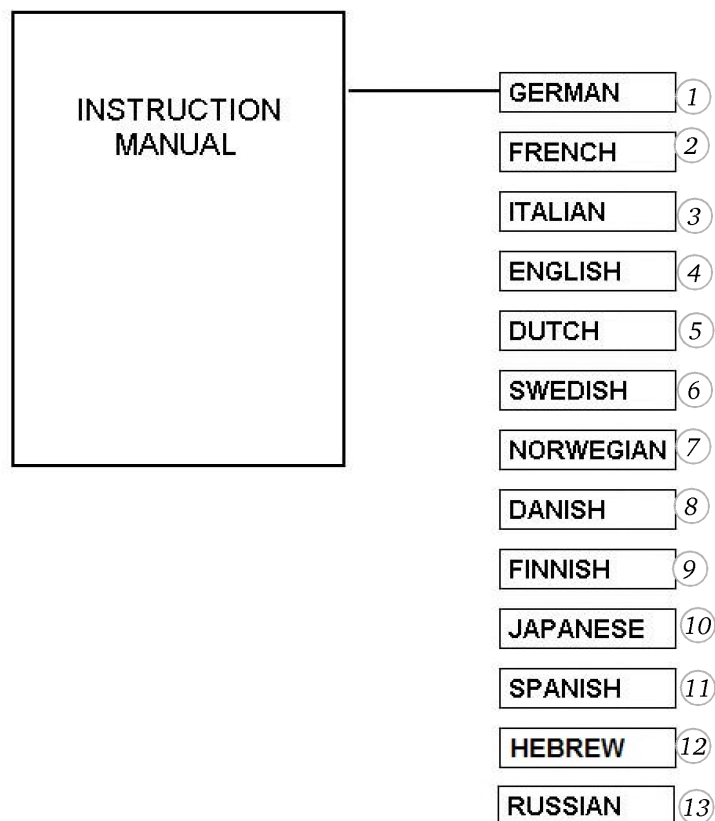 INSTRUCTION
MANUAL
GERMAN 1
FRENCH 2
ITALIAN 3
ENGLISH 4
DUTCH 5
SWEDISH 6
NORWEGIAN 7
DANISH 8
FINNISH 9
JAPANESE 10
SPANISH 11
HEBREW 12
RUSSIAN 13